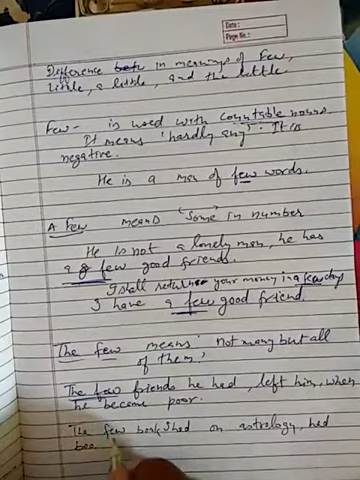 Date:
Page No.:
Difference in meanings of Few,
little, a little, and the little.
Few - is used with countable nouns.
It means 'hardly any'. It is
negative.
He is a man of few words.
A Few means 'Some' in number
He is not a lonely man, he has
a few good friends.
I shall return your money in a few days
I have a few good friend.
The few means 'not many but all
of them'
The few friends he had, left him, when
he became poor.
The few book I had on astrology, had
bee